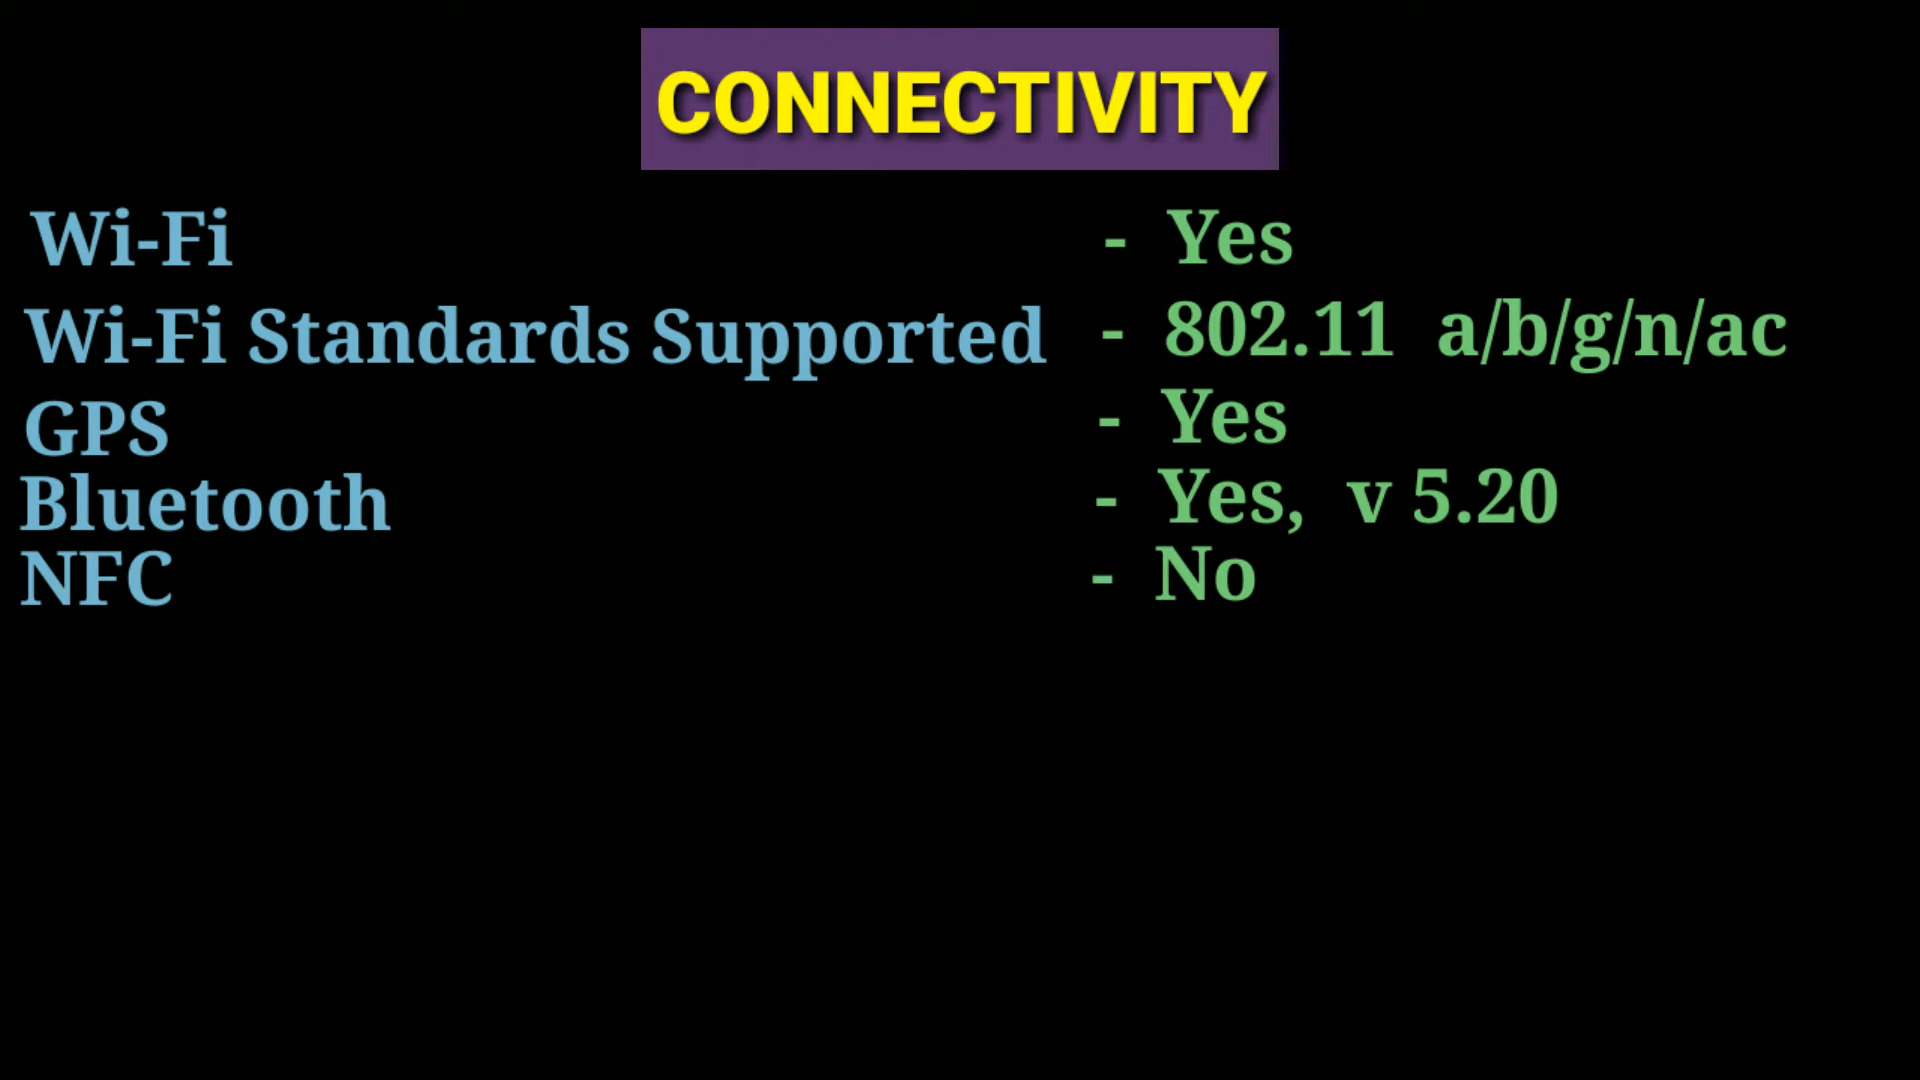 CONNECTIVITY
Wi-Fi - Yes
Wi-Fi Standards Supported - 802.11 a/b/g/n/ac
GPS - Yes
Bluetooth - Yes, v 5.20
NFC - No